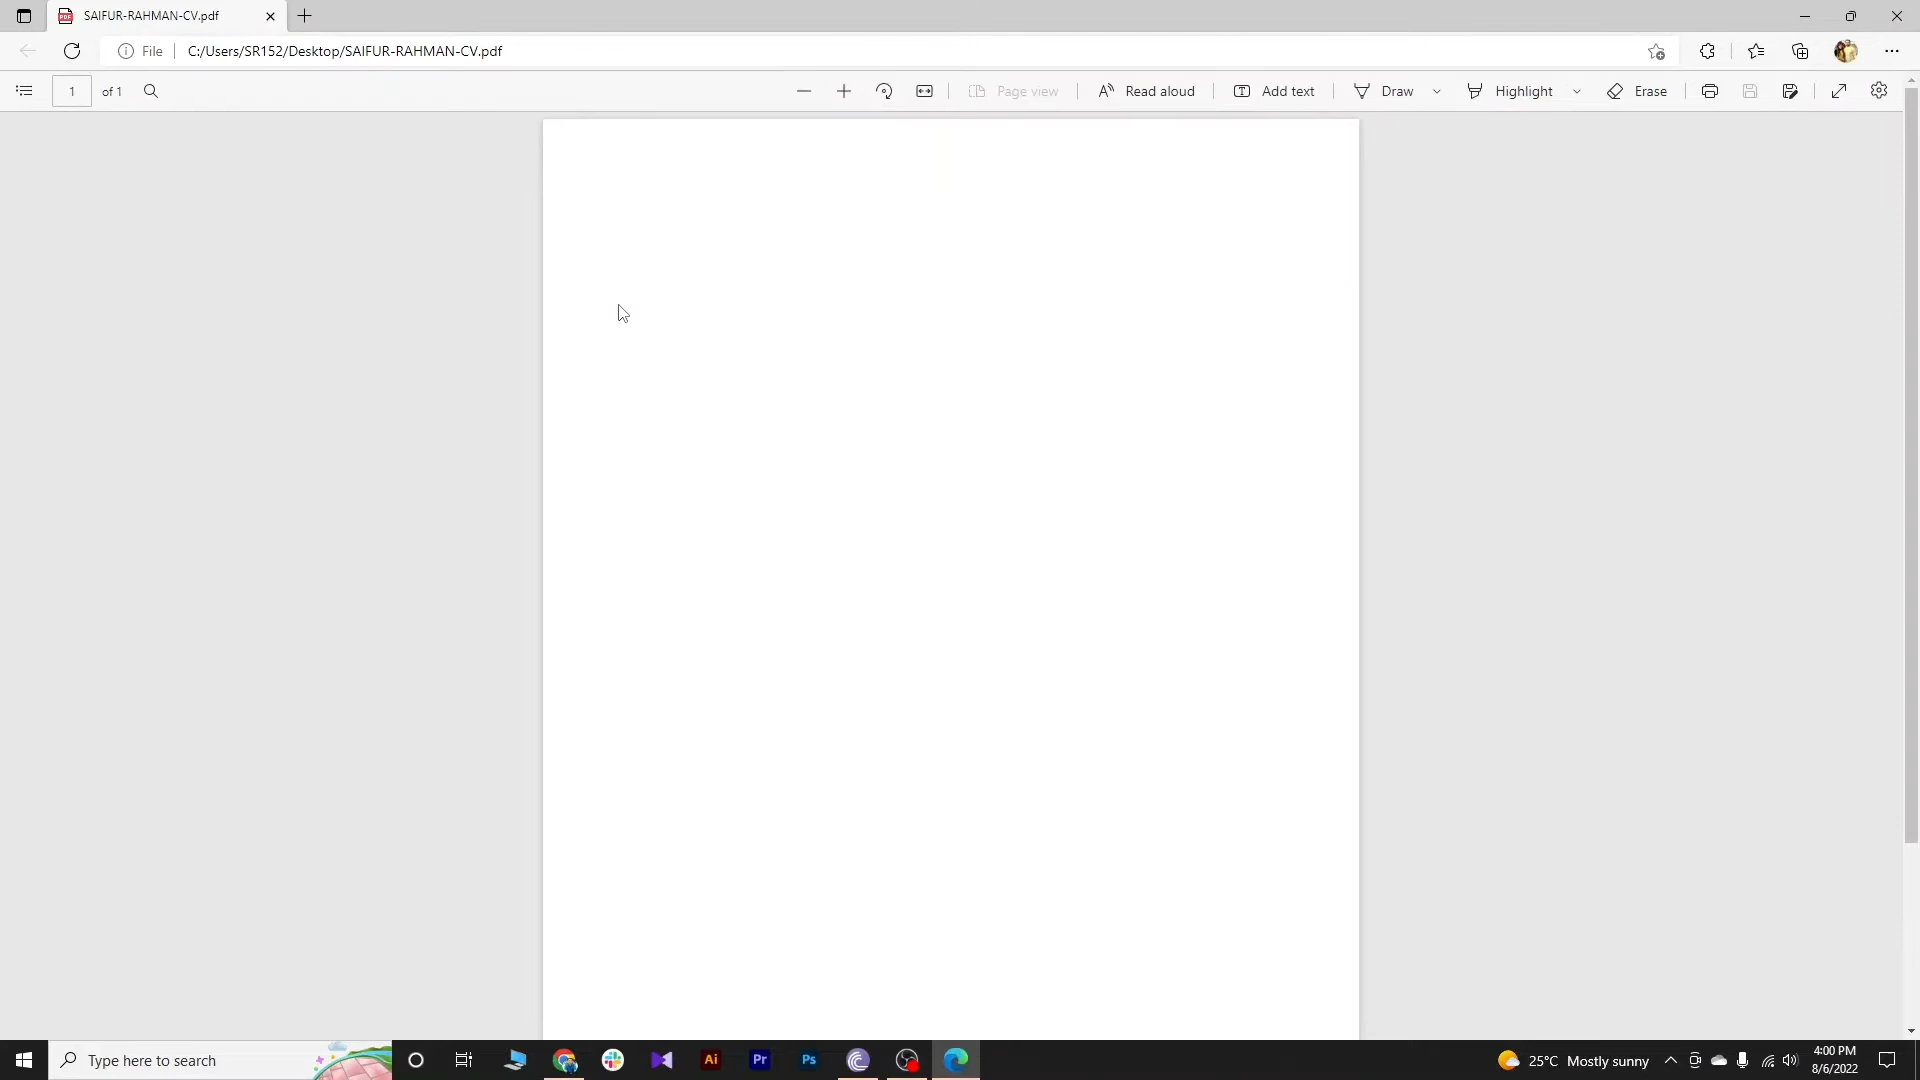 SAIFUR-RAHMAN-CV.pdf
File C:/Users/SR152/Desktop/SAIFUR-RAHMAN-CV.pdf
1 of 1 Page view Read aloud Add text Draw Highlight Erase
Type here to search Ai Pr Ps 25°C Mostly sunny 4:00 PM
8/6/2022